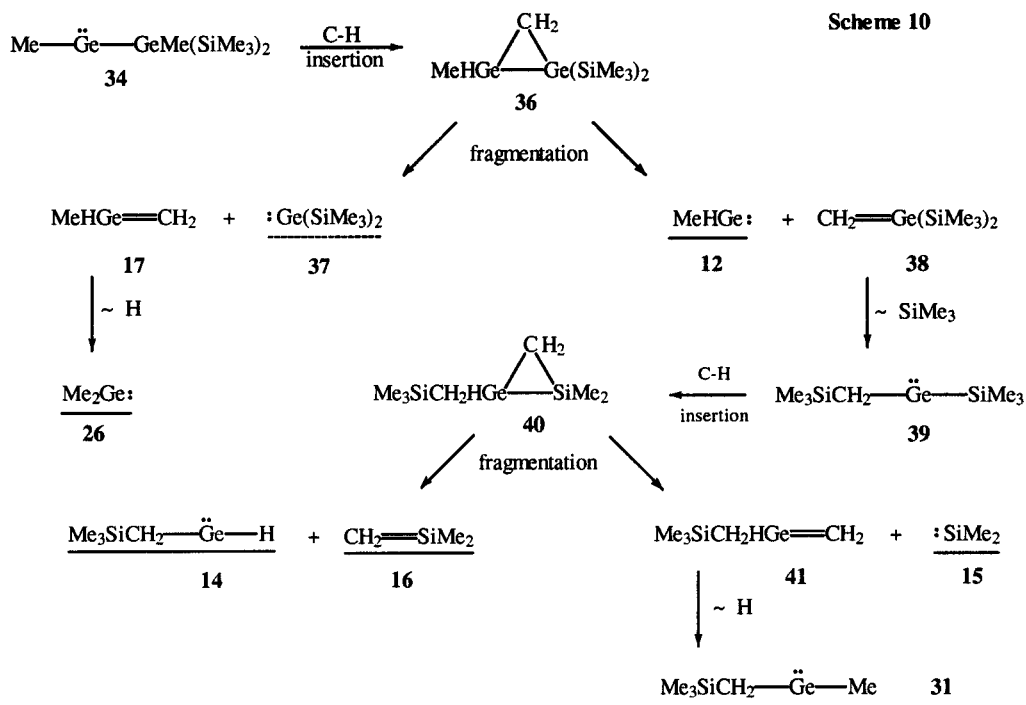 Scheme 10
Me—G̈e—GeMe(SiMe3)2
34
C-H
insertion
CH2
MeHGe—Ge(SiMe3)2
36
fragmentation
MeHGe=CH2 + :Ge(SiMe3)2
17 37
MeHGe: + CH2=Ge(SiMe3)2
12 38
~ H
~ SiMe3
Me2Ge:
26
CH2
Me3SiCH2HGe—SiMe2
40
C-H
insertion
Me3SiCH2—G̈e—SiMe3
39
fragmentation
Me3SiCH2—G̈e—H + CH2=SiMe2
14 16
Me3SiCH2HGe=CH2 + :SiMe2
41 15
~ H
Me3SiCH2—G̈e—Me 31